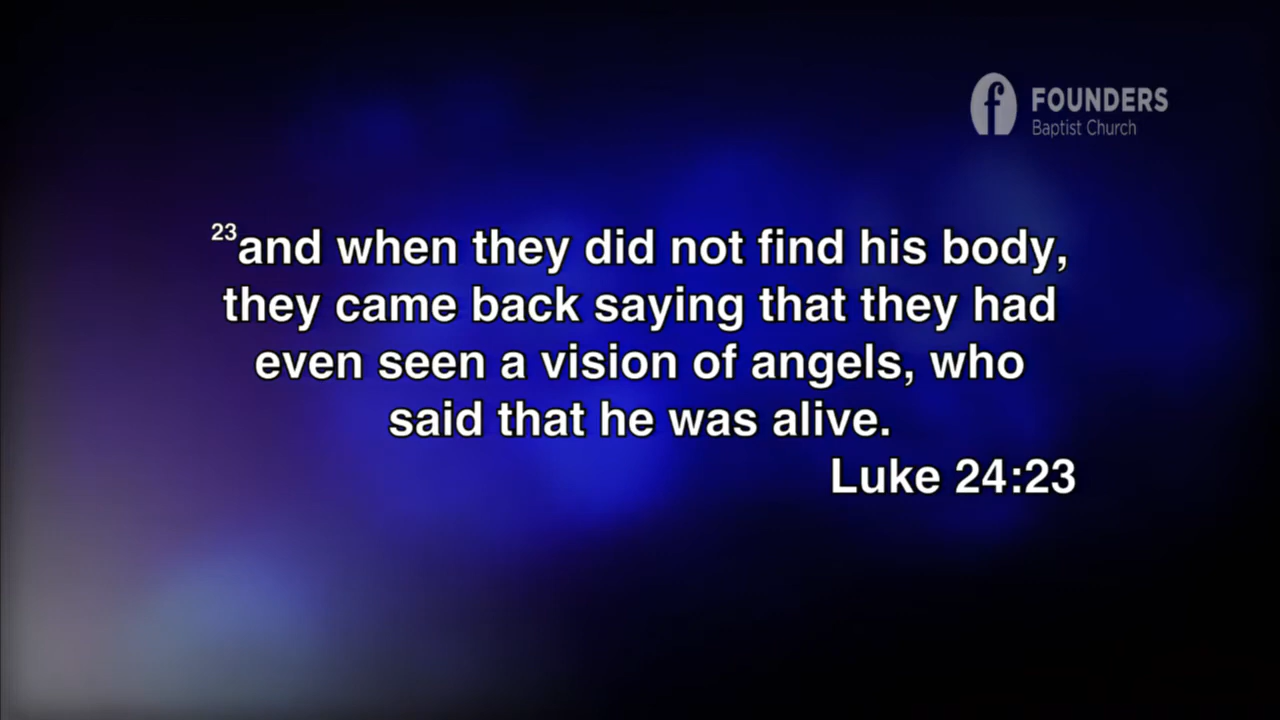 FOUNDERS
Baptist Church
23and when they did not find his body,
they came back saying that they had
even seen a vision of angels, who
said that he was alive.
Luke 24:23